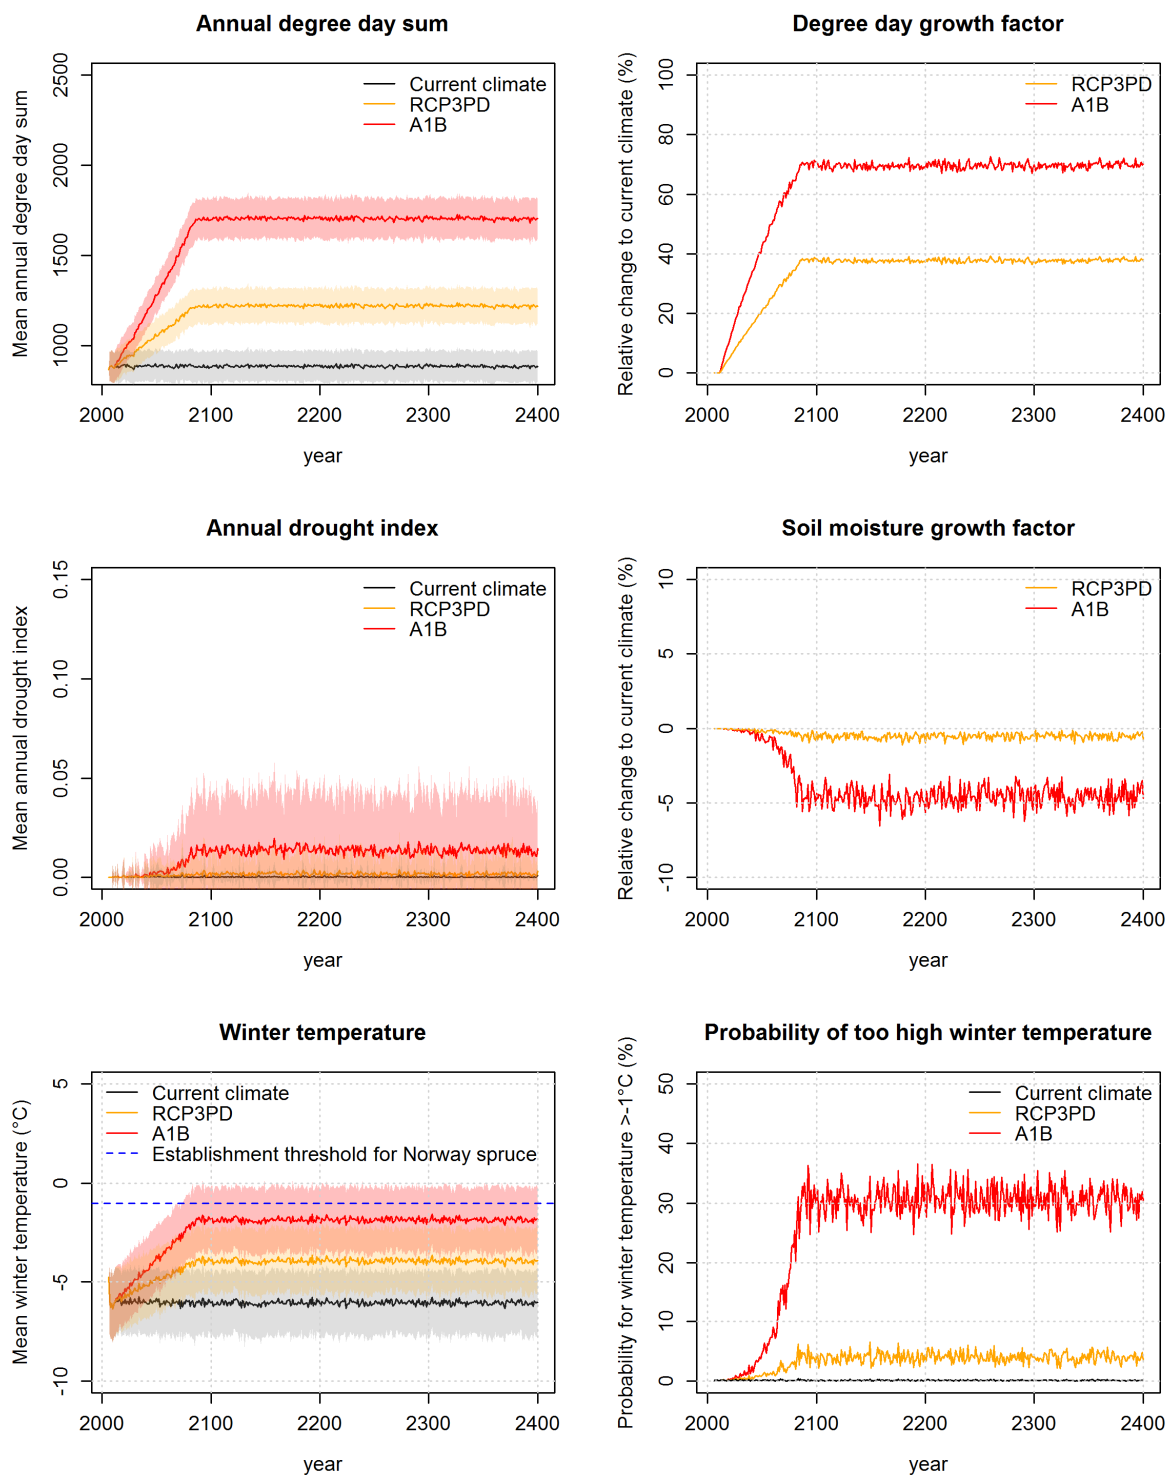 Annual degree day sum
Mean annual degree day sum
2500
2000
1500
1000
Current climate
RCP3PD
A1B
2000 2100 2200 2300 2400
year
Degree day growth factor
Relative change to current climate (%)
100
80
60
40
20
0
RCP3PD
A1B
2000 2100 2200 2300 2400
year
Annual drought index
Mean annual drought index
0.15
0.10
0.05
0.00
Current climate
RCP3PD
A1B
2000 2100 2200 2300 2400
year
Soil moisture growth factor
Relative change to current climate (%)
10
5
0
-5
-10
RCP3PD
A1B
2000 2100 2200 2300 2400
year
Winter temperature
Mean winter temperature (°C)
5
0
-5
-10
Current climate
RCP3PD
A1B
Establishment threshold for Norway spruce
2000 2100 2200 2300 2400
year
Probability of too high winter temperature
Probability for winter temperature >-1°C (%)
50
40
30
20
10
0
Current climate
RCP3PD
A1B
2000 2100 2200 2300 2400
year